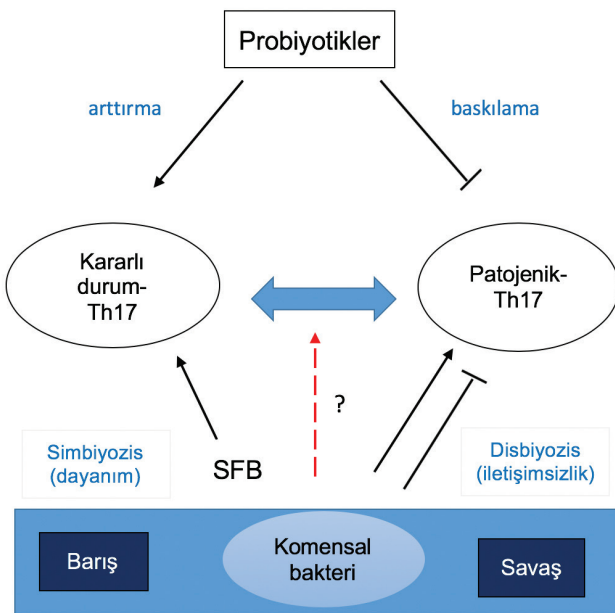 Probiyotikler
arttırma
baskılama
Kararlı
durum-
Th17
Patojenik-
Th17
?
Simbiyozis
(dayanım)
SFB
Disbiyozis
(iletişimsizlik)
Barış
Komensal
bakteri
Savaş